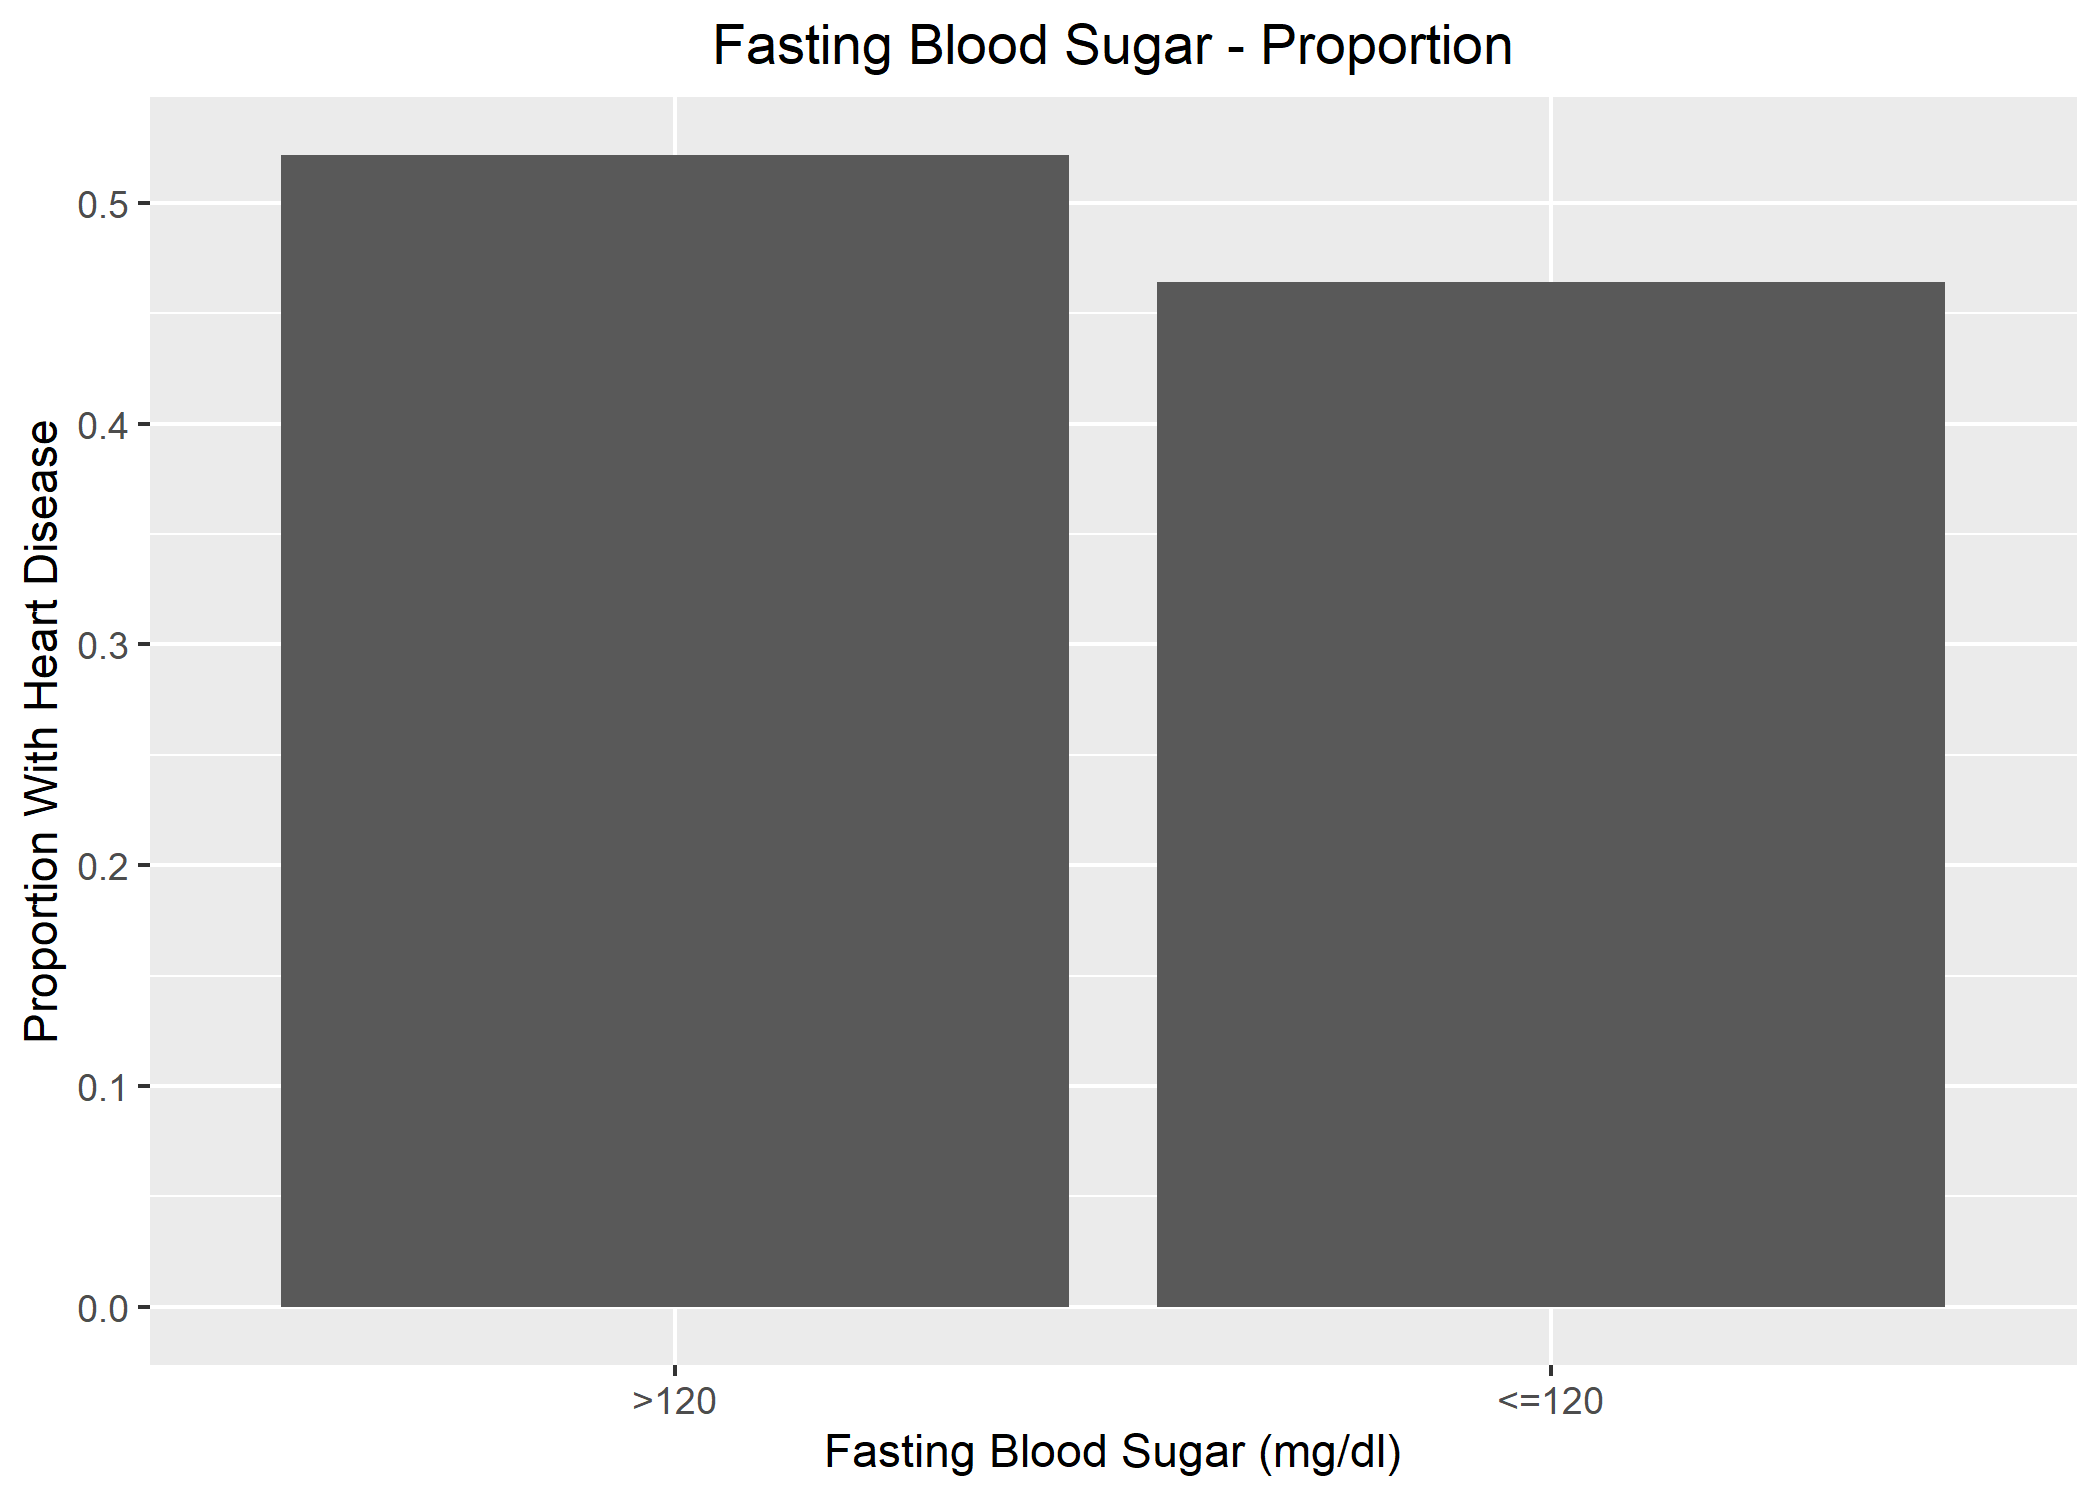 Fasting Blood Sugar - Proportion
Proportion With Heart Disease
0.5
0.4
0.3
0.2
0.1
0.0
>120
<=120
Fasting Blood Sugar (mg/dl)